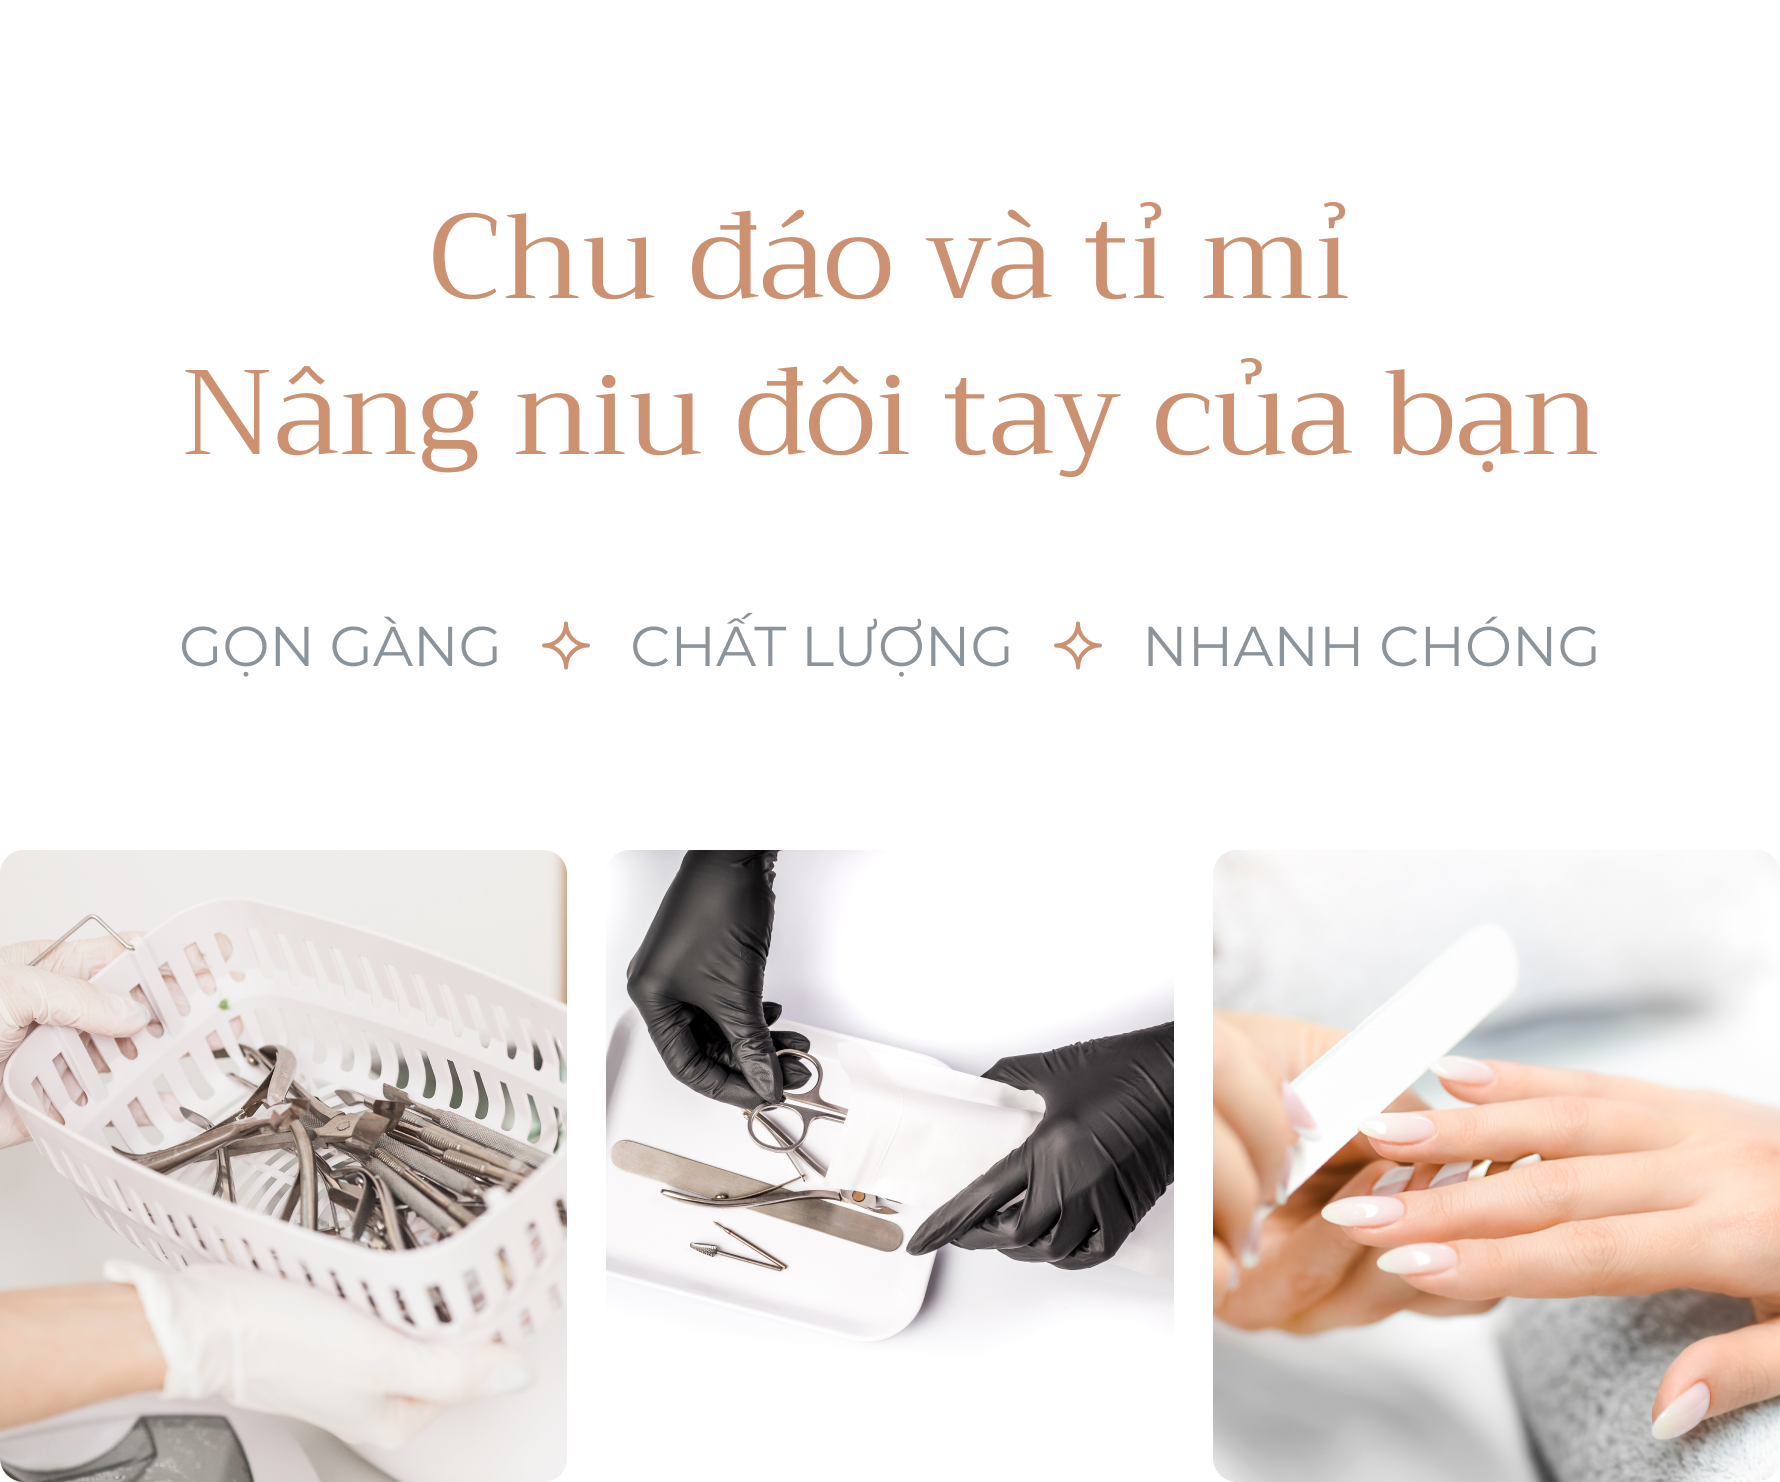 Chu đáo và tỉ mỉ
Nâng niu đôi tay của bạn
GỌN GÀNG ✧ CHẤT LƯỢNG ✧ NHANH CHÓNG